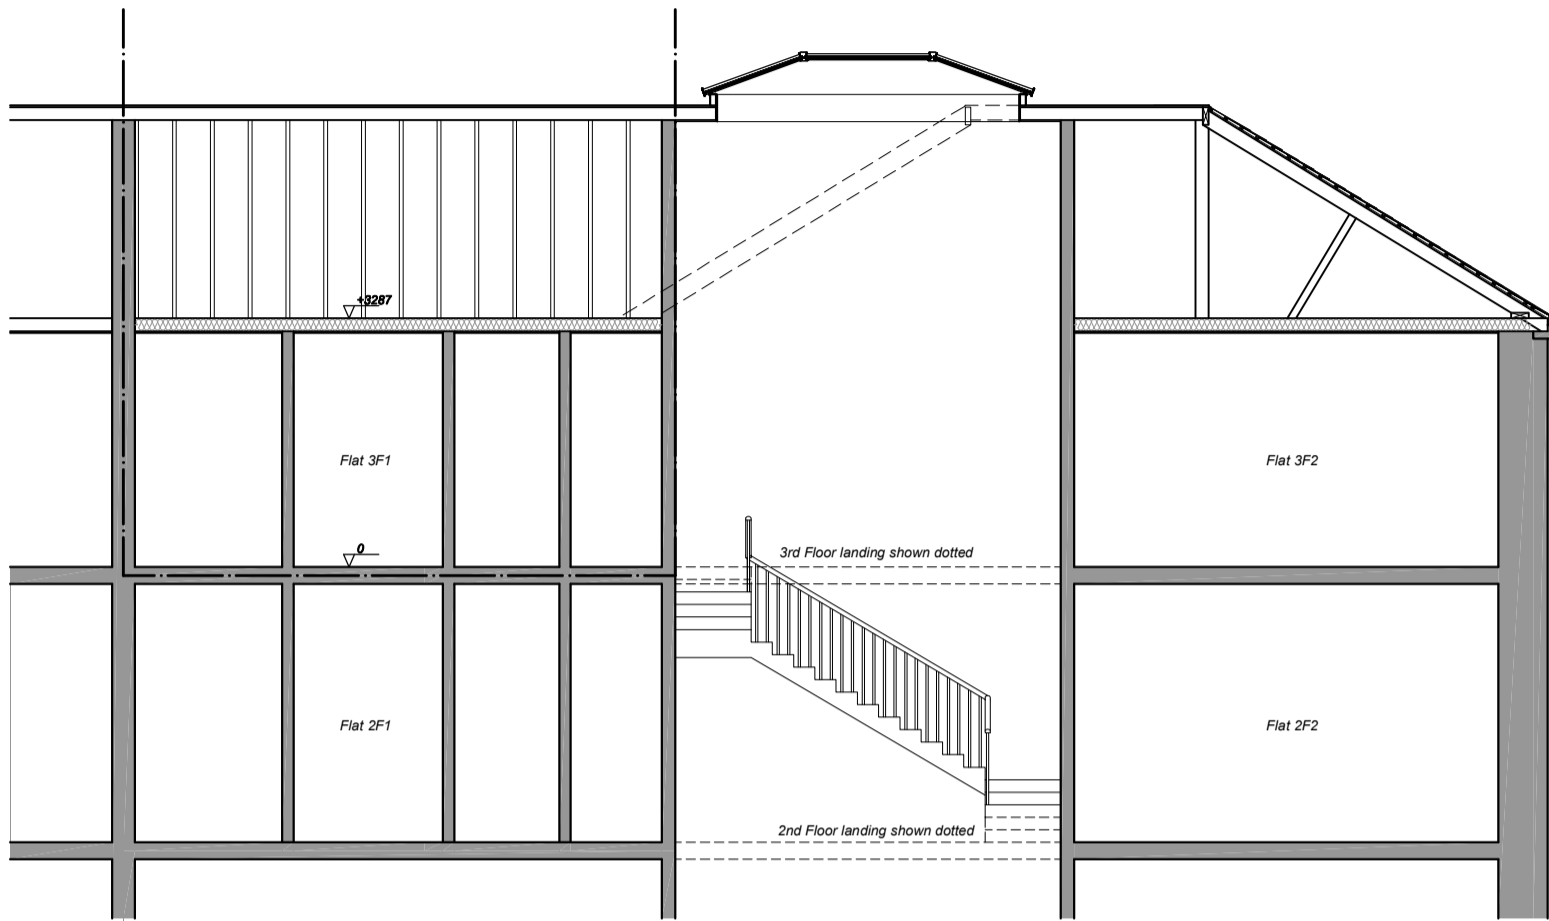 +3287
Flat 3F1
Flat 3F2
0
3rd Floor landing shown dotted
Flat 2F1
Flat 2F2
2nd Floor landing shown dotted